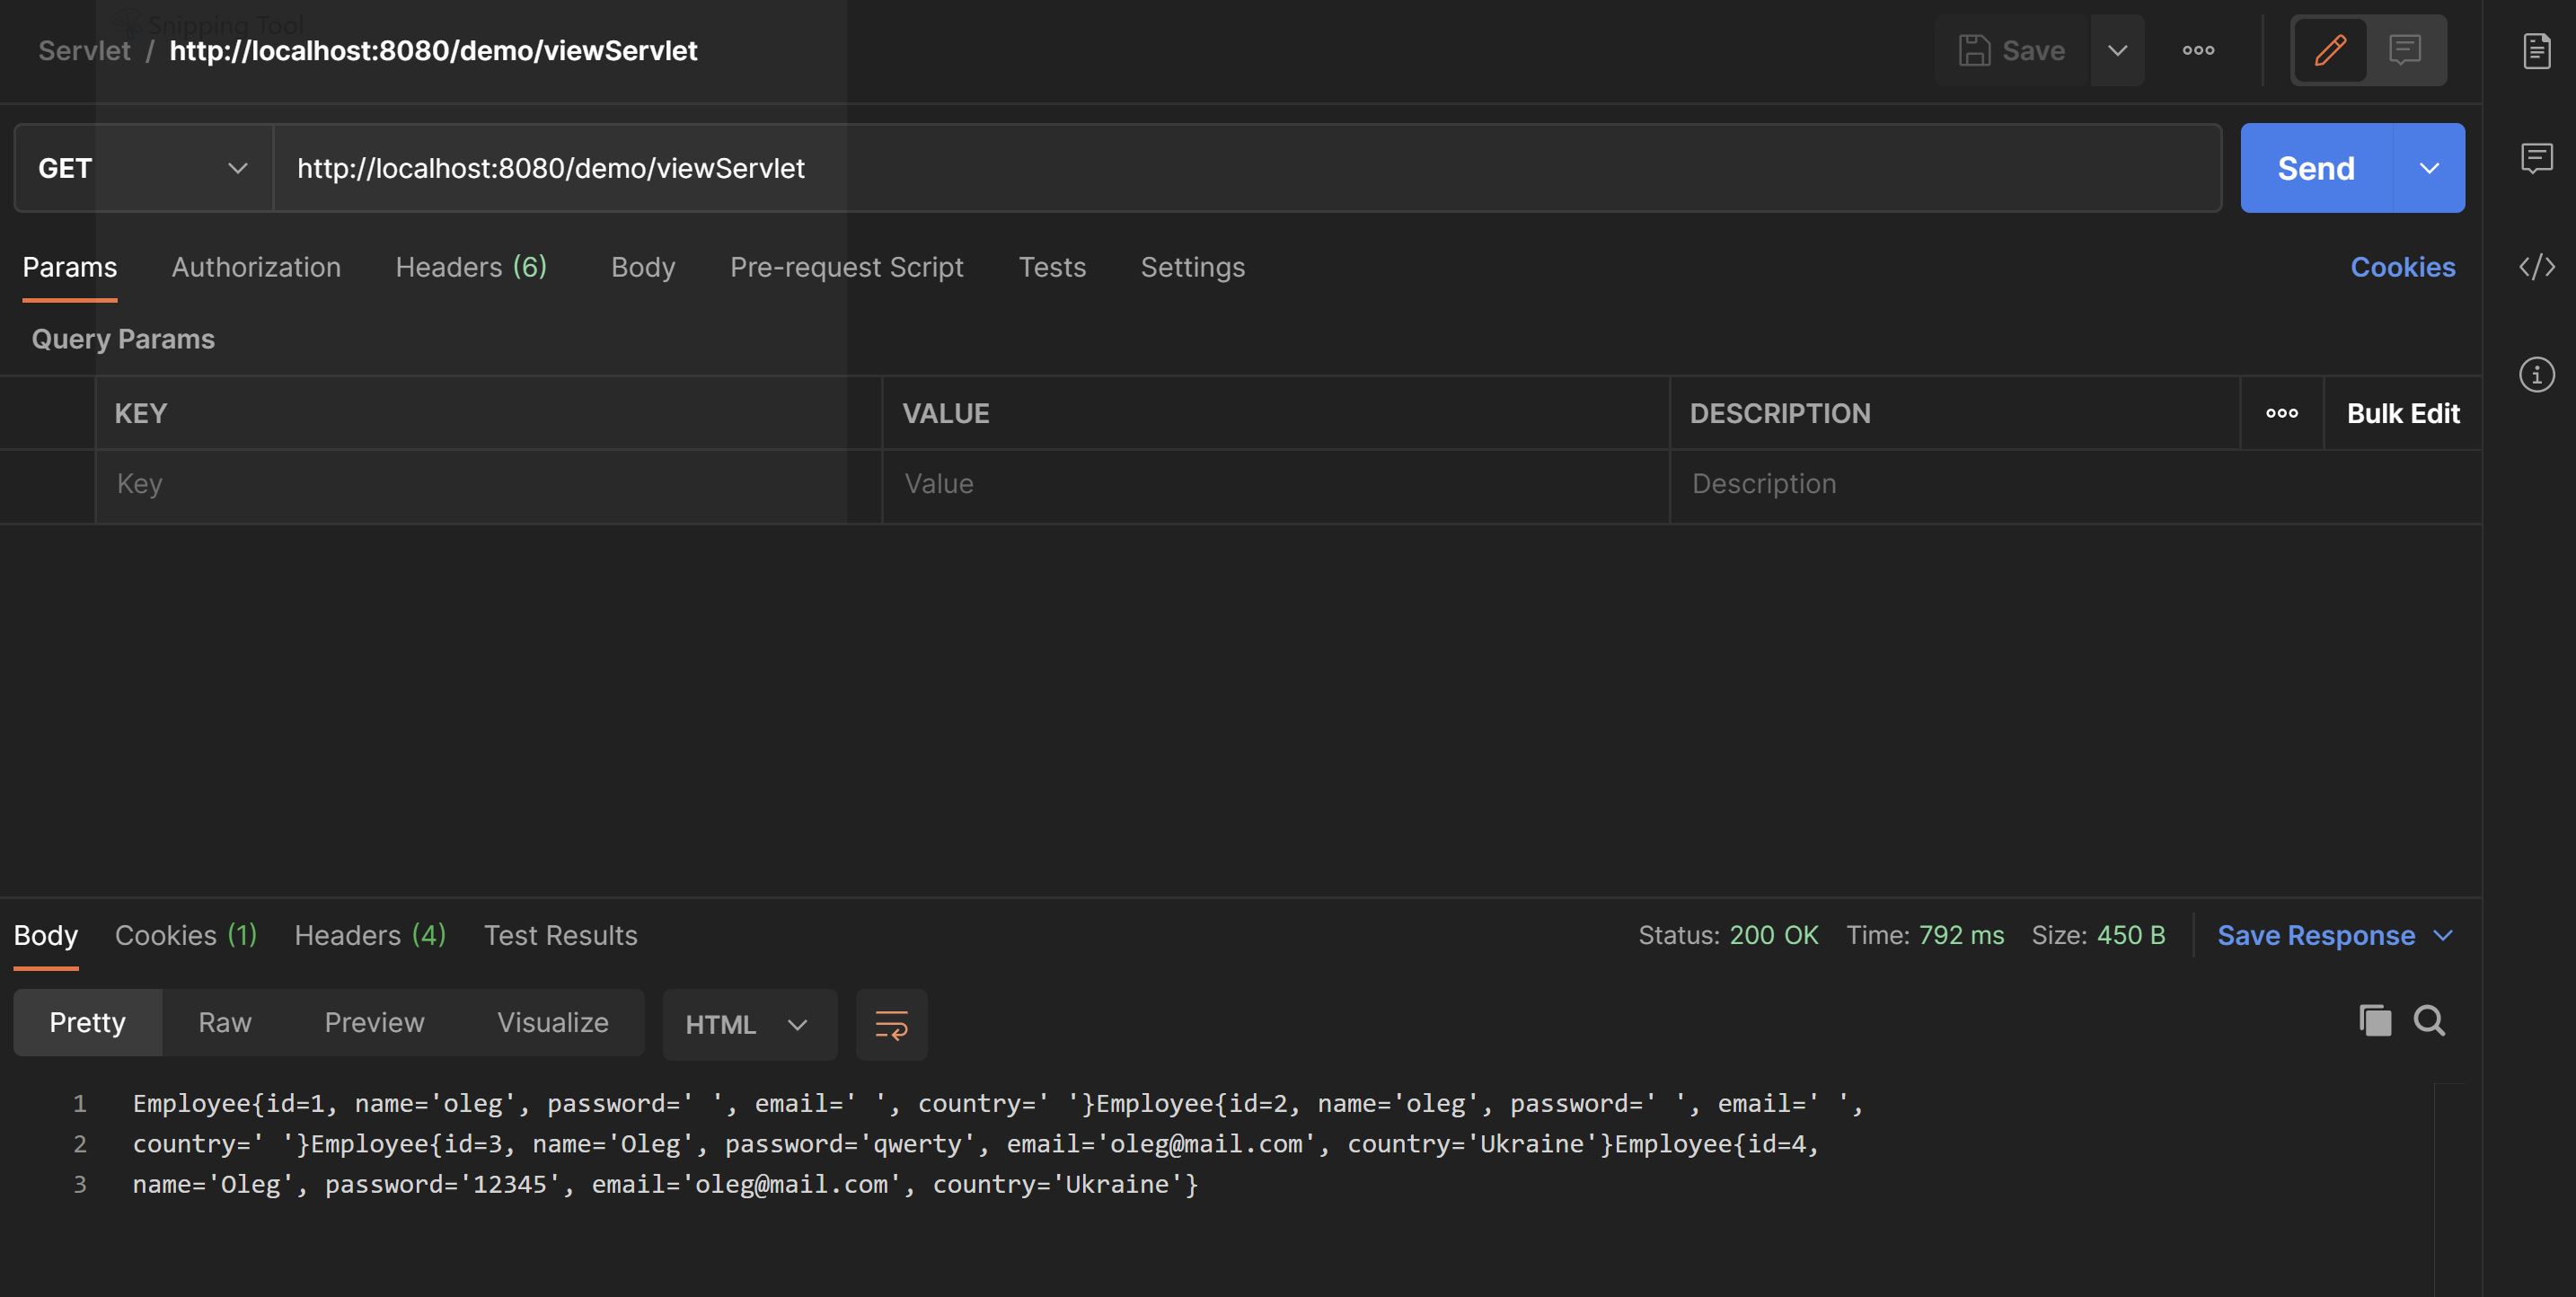 Snipping Tool
Servlet / http://localhost:8080/demo/viewServlet
Save
GET http://localhost:8080/demo/viewServlet Send
Params Authorization Headers (6) Body Pre-request Script Tests Settings Cookies
Query Params
KEY VALUE DESCRIPTION Bulk Edit
Key Value Description
Body Cookies (1) Headers (4) Test Results Status: 200 OK Time: 792 ms Size: 450 B Save Response
Pretty Raw Preview Visualize HTML
1 Employee{id=1, name='oleg', password=' ', email=' ', country=' '}Employee{id=2, name='oleg', password=' ', email=' ',
2 country=' '}Employee{id=3, name='Oleg', password='qwerty', email='oleg@mail.com', country='Ukraine'}Employee{id=4,
3 name='Oleg', password='12345', email='oleg@mail.com', country='Ukraine'}